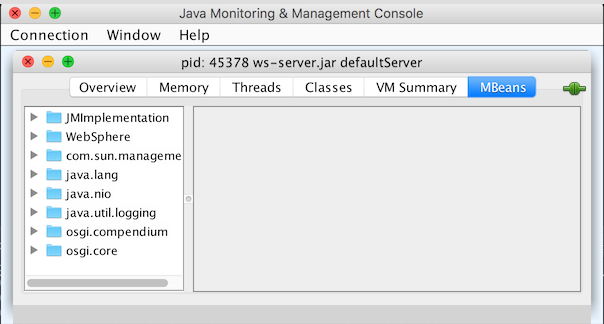 Java Monitoring & Management Console
Connection Window Help
pid: 45378 ws-server.jar defaultServer
Overview Memory Threads Classes VM Summary MBeans
JMImplementation
WebSphere
com.sun.manageme
java.lang
java.nio
java.util.logging
osgi.compendium
osgi.core